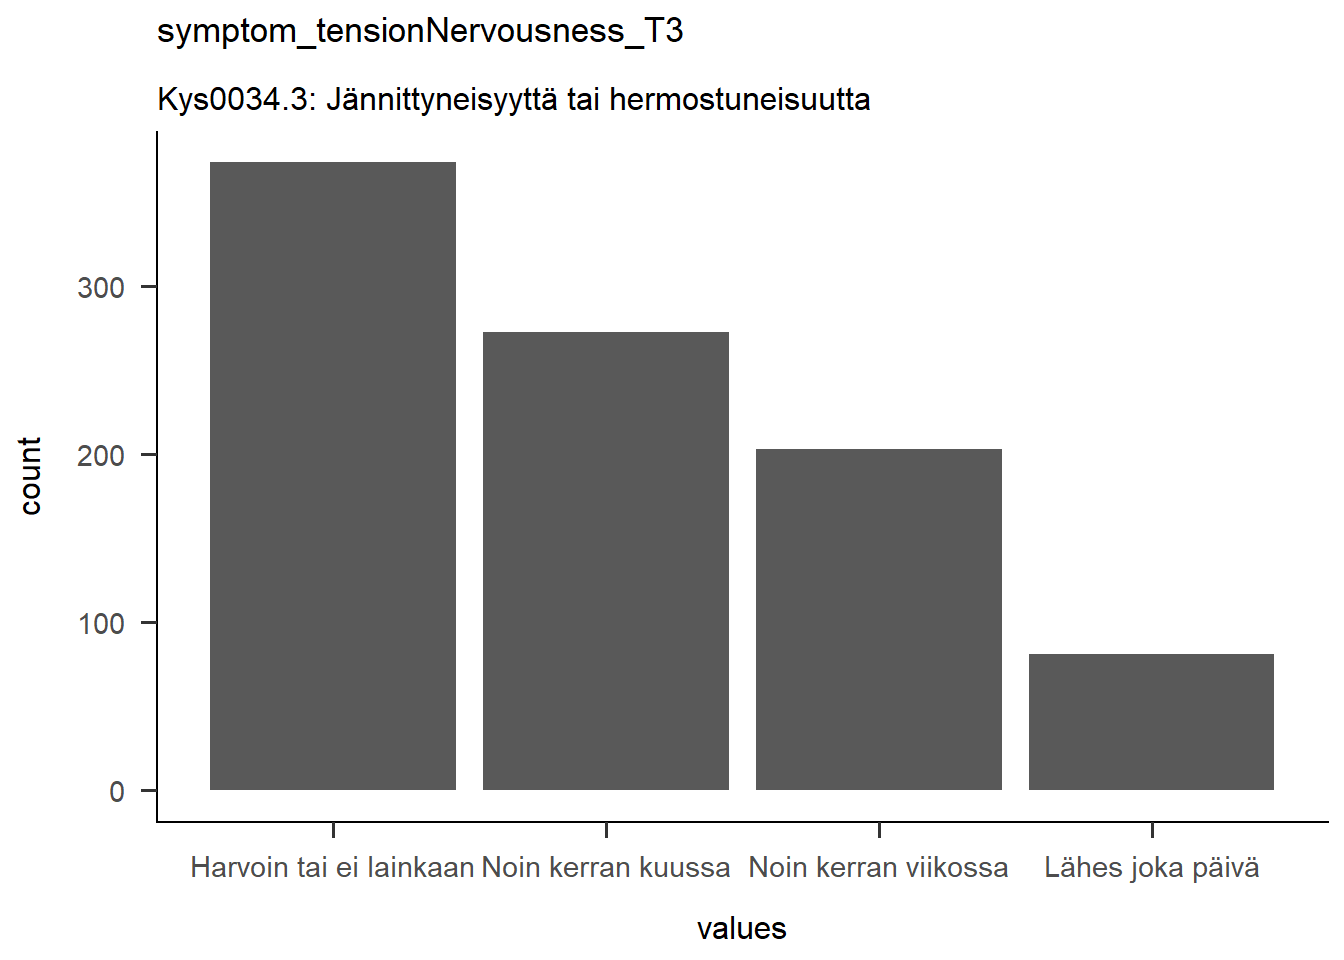 symptom_tensionNervousness_T3
Kys0034.3: Jännittyneisyyttä tai hermostuneisuutta
count
300
200
100
0
Harvoin tai ei lainkaan Noin kerran kuussa Noin kerran viikossa Lähes joka päivä
values